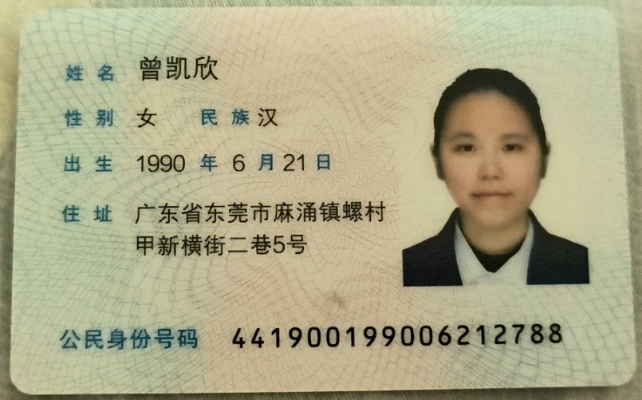 姓名 曾凯欣
性别 女 民族 汉
出生 1990 年 6 月 21 日
住址 广东省东莞市麻涌镇螺村
甲新横街二巷5号
公民身份号码 441900199006212788